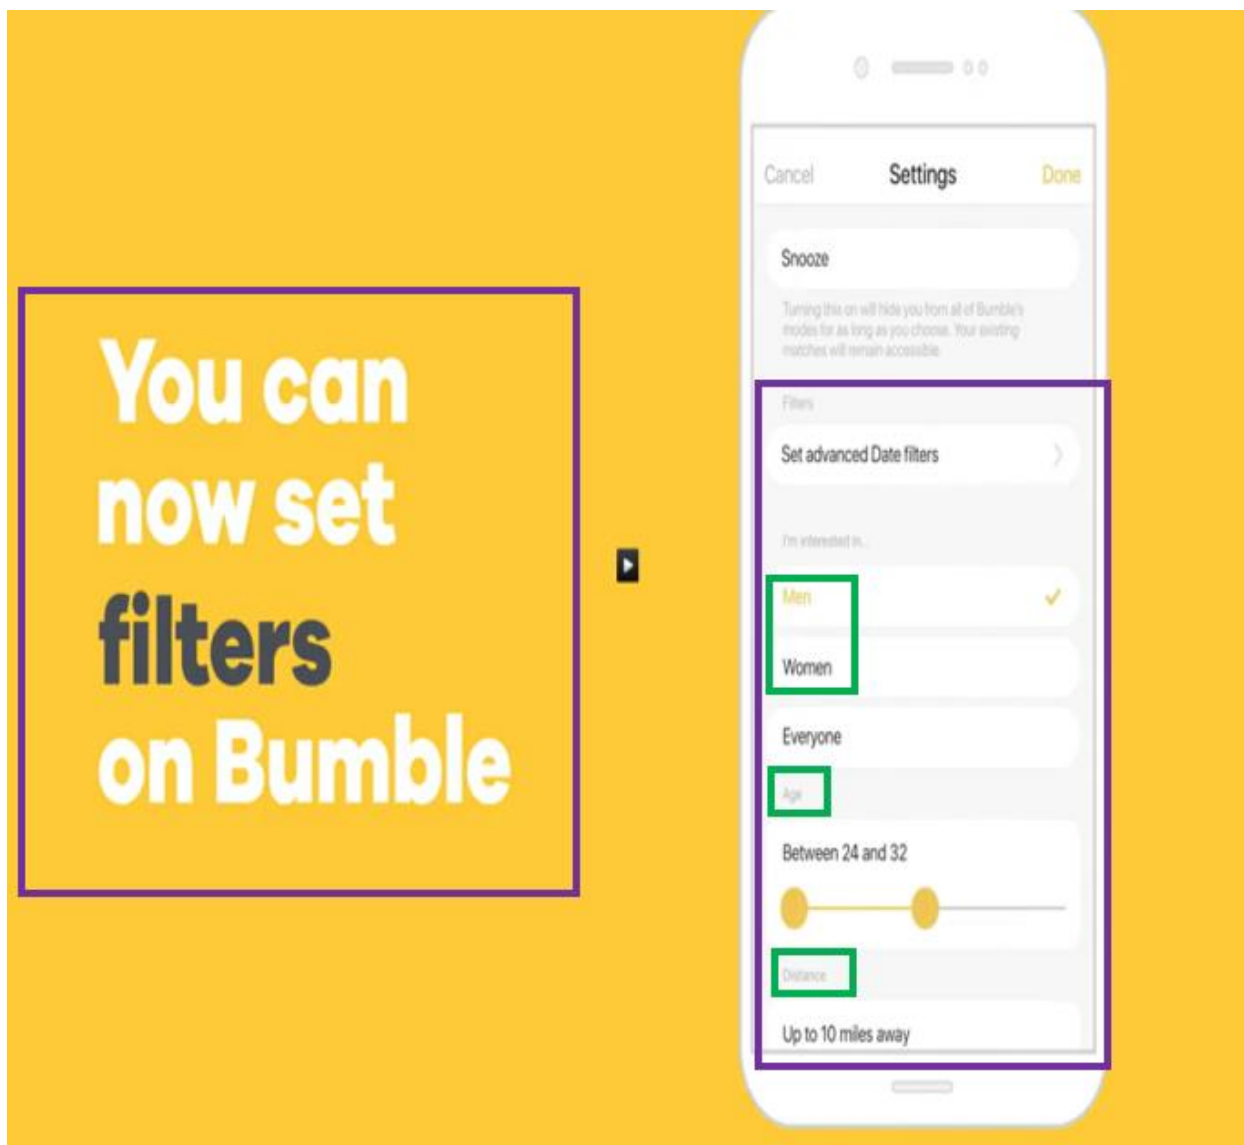 You can
now set
filters
on Bumble
Cancel Settings Done
Snooze
Turning this on will hide you from all of Bumble's
modes for as long as you choose. Your existing
matches will remain accessible.
Filters
Set advanced Date filters
I'm interested in...
Men
Women
Everyone
Age
Between 24 and 32
Distance
Up to 10 miles away